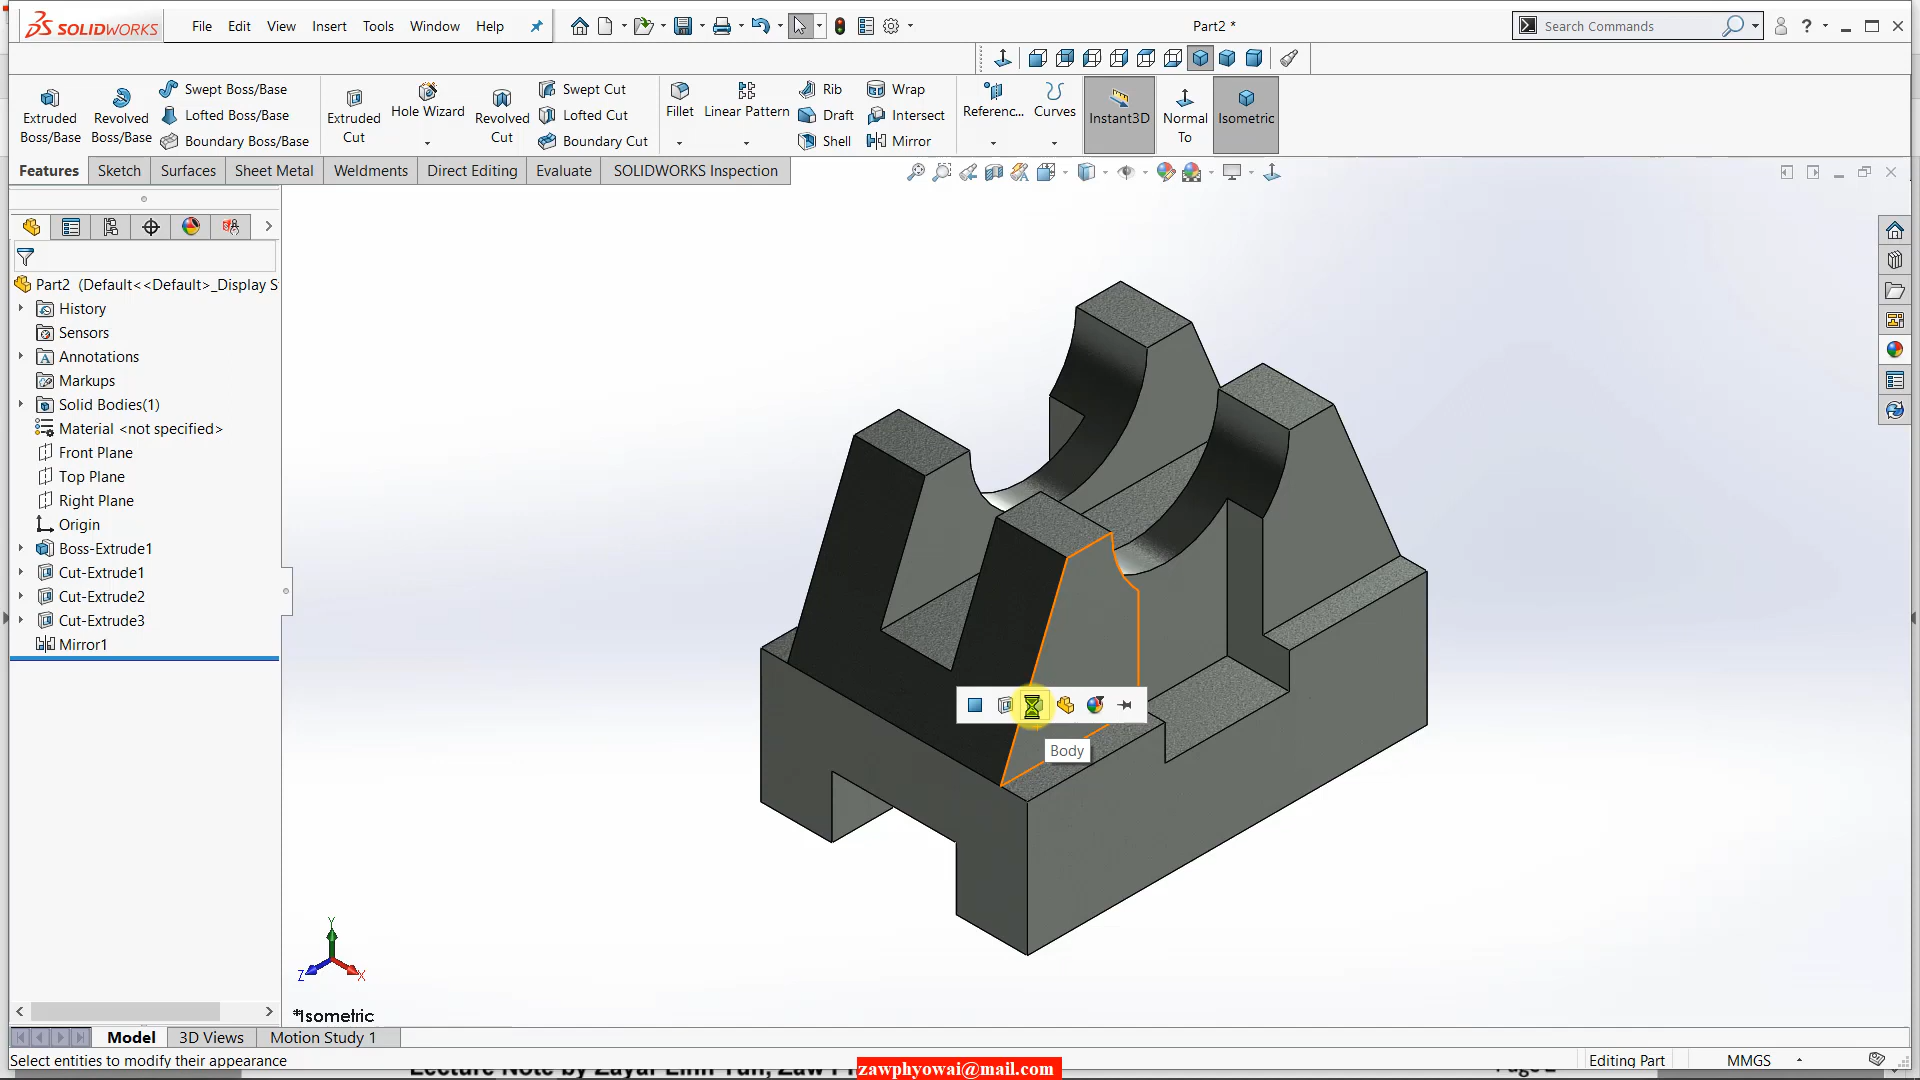 SOLIDWORKS
File Edit View Insert Tools Window Help
Part2 *
Search Commands
?
Extruded Boss/Base
Revolved Boss/Base
Swept Boss/Base
Lofted Boss/Base
Boundary Boss/Base
Extruded Cut
Hole Wizard
Revolved Cut
Swept Cut
Lofted Cut
Boundary Cut
Fillet
Linear Pattern
Rib
Draft
Shell
Wrap
Intersect
Mirror
Referenc...
Curves
Instant3D
Normal To
Isometric
Features Sketch Surfaces Sheet Metal Weldments Direct Editing Evaluate SOLIDWORKS Inspection
Part2 (Default<<Default>_Display S
History
Sensors
Annotations
Markups
Solid Bodies(1)
Material <not specified>
Front Plane
Top Plane
Right Plane
Origin
Boss-Extrude1
Cut-Extrude1
Cut-Extrude2
Cut-Extrude3
Mirror1
Body
Y
Z
X
*Isometric
Model 3D Views Motion Study 1
Select entities to modify their appearance
Editing Part
MMGS
zawphyowai@mail.com